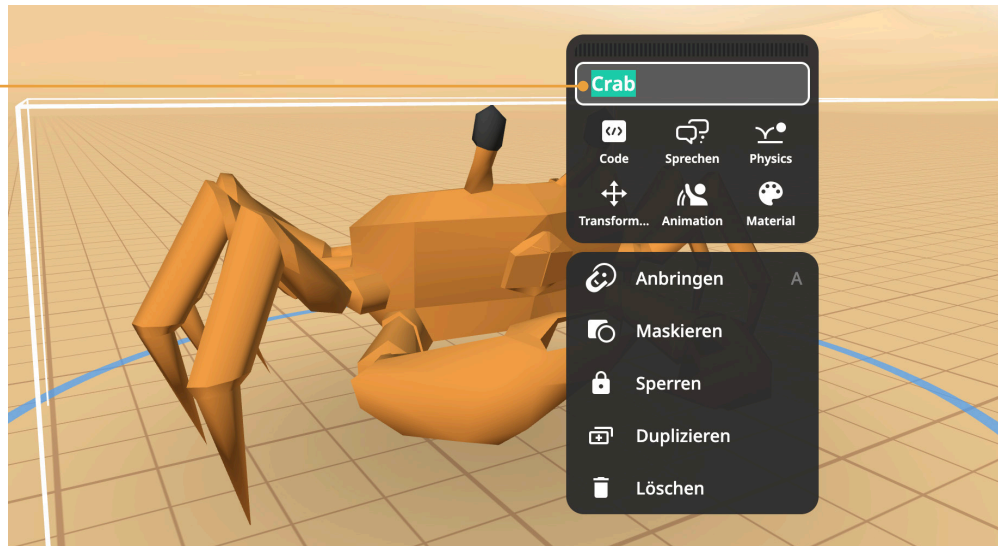 Crab
Code Sprechen Physics
Transform... Animation Material
Anbringen A
Maskieren
Sperren
Duplizieren
Löschen